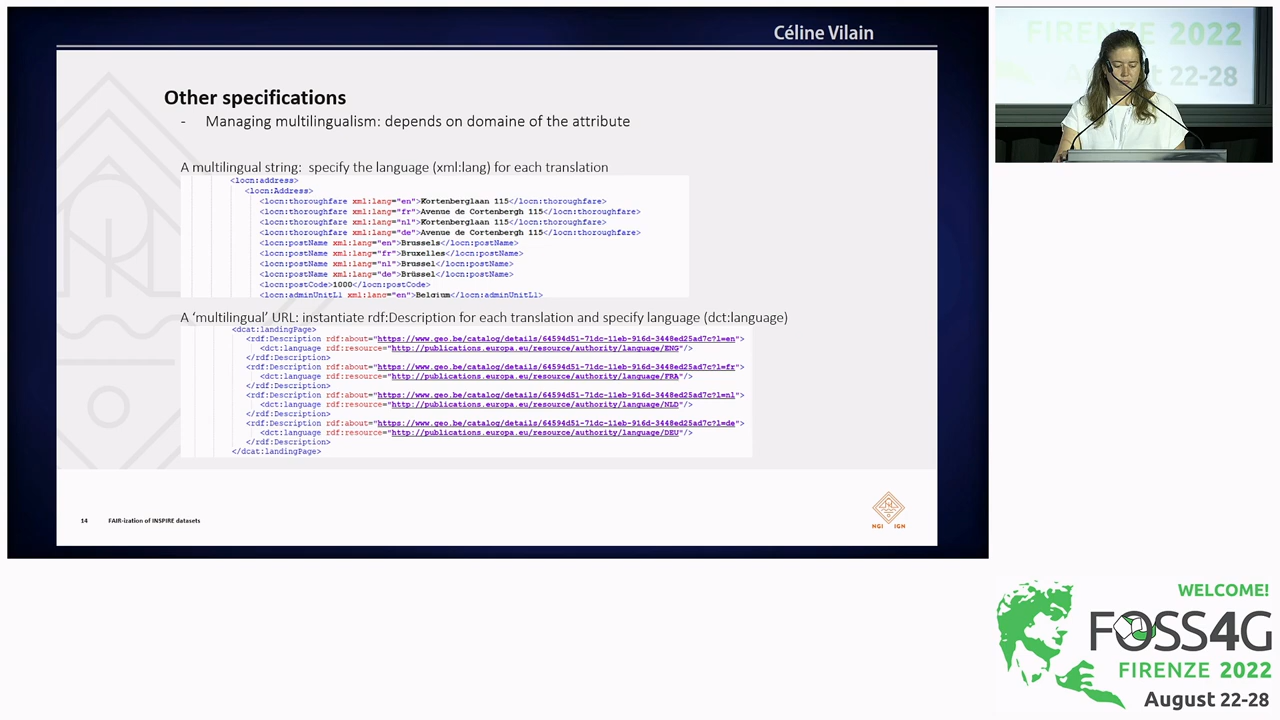 Céline Vilain
Other specifications
- Managing multilingualism: depends on domaine of the attribute
A multilingual string: specify the language (xml:lang) for each translation
<locn:address>
<locn:Address>
<locn:thoroughfare xml:lang="en">Kortenberglaan 115</locn:thoroughfare>
<locn:thoroughfare xml:lang="fr">Avenue de Cortenbergh 115</locn:thoroughfare>
<locn:thoroughfare xml:lang="nl">Kortenberglaan 115</locn:thoroughfare>
<locn:thoroughfare xml:lang="de">Avenue de Cortenbergh 115</locn:thoroughfare>
<locn:postName xml:lang="en">Brussels</locn:postName>
<locn:postName xml:lang="fr">Bruxelles</locn:postName>
<locn:postName xml:lang="nl">Brussel</locn:postName>
<locn:postName xml:lang="de">Brüssel</locn:postName>
<locn:postCode>1000</locn:postCode>
<locn:adminUnitL1 xml:lang="en">Belgium</locn:adminUnitL1>
A ‘multilingual’ URL: instantiate rdf:Description for each translation and specify language (dct:language)
<dcat:landingPage>
<rdf:Description rdf:about="https://www.geo.be/catalog/details/64594d51-71dc-11eb-916d-3448ed25ad7c?l=en">
<dct:language rdf:resource="http://publications.europa.eu/resource/authority/language/ENG"/>
</rdf:Description>
<rdf:Description rdf:about="https://www.geo.be/catalog/details/64594d51-71dc-11eb-916d-3448ed25ad7c?l=fr">
<dct:language rdf:resource="http://publications.europa.eu/resource/authority/language/FRA"/>
</rdf:Description>
<rdf:Description rdf:about="https://www.geo.be/catalog/details/64594d51-71dc-11eb-916d-3448ed25ad7c?l=nl">
<dct:language rdf:resource="http://publications.europa.eu/resource/authority/language/NLD"/>
</rdf:Description>
<rdf:Description rdf:about="https://www.geo.be/catalog/details/64594d51-71dc-11eb-916d-3448ed25ad7c?l=de">
<dct:language rdf:resource="http://publications.europa.eu/resource/authority/language/DEU"/>
</rdf:Description>
</dcat:landingPage>
14 FAIR-ization of INSPIRE datasets
NGI IGN
FIRENZE 2022
August 22-28
WELCOME!
FOSS4G
FIRENZE 2022
August 22-28